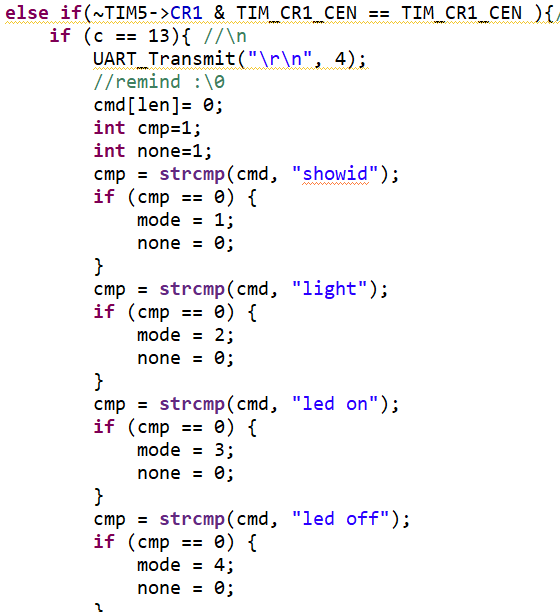 else if(~TIM5->CR1 & TIM_CR1_CEN == TIM_CR1_CEN ){/
if (c == 13){ //\n
UART_Transmit("\r\n", 4);
//remind :\0
cmd[len]= 0;
int cmp=1;
int none=1;
cmp = strcmp(cmd, "showid");
if (cmp == 0) {
mode = 1;
none = 0;
}
cmp = strcmp(cmd, "light");
if (cmp == 0) {
mode = 2;
none = 0;
}
cmp = strcmp(cmd, "led on");
if (cmp == 0) {
mode = 3;
none = 0;
}
cmp = strcmp(cmd, "led off");
if (cmp == 0) {
mode = 4;
none = 0;
}